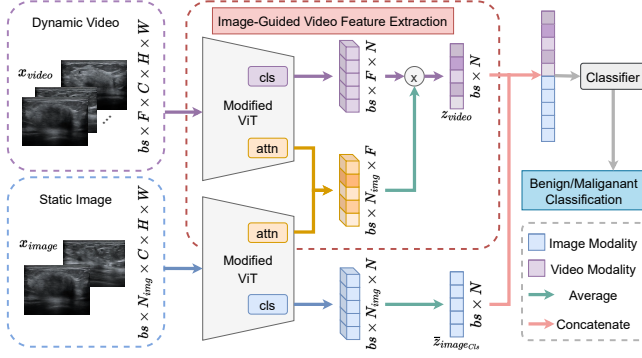 Dynamic Video
x_video
bs × F × C × H × W
Image-Guided Video Feature Extraction
cls
Modified
ViT
attn
bs × F × N
x
z_video
bs × N
bs × N_img × F
Classifier
Benign/Maliganant
Classification
Static Image
x_image
bs × N_img × C × H × W
attn
Modified
ViT
cls
bs × N_img × N
z̄_imageCls
bs × N
Image Modality
Video Modality
Average
Concatenate